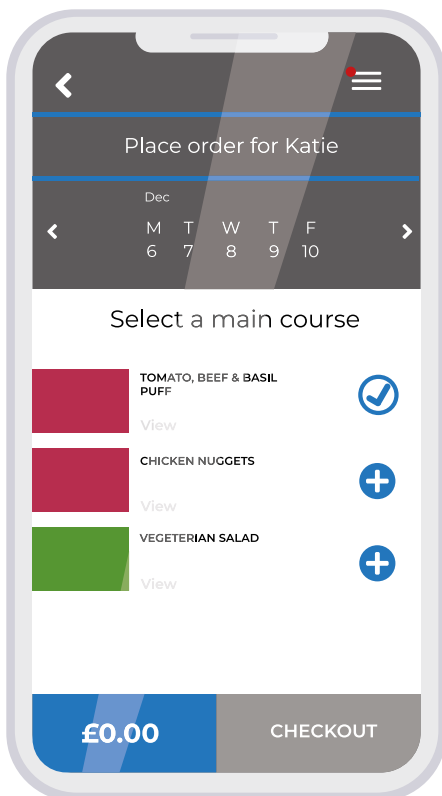 Place order for Katie
Dec
M T W T F
6 7 8 9 10
Select a main course
TOMATO, BEEF & BASIL
PUFF
View
CHICKEN NUGGETS
View
VEGETERIAN SALAD
View
£0.00 CHECKOUT